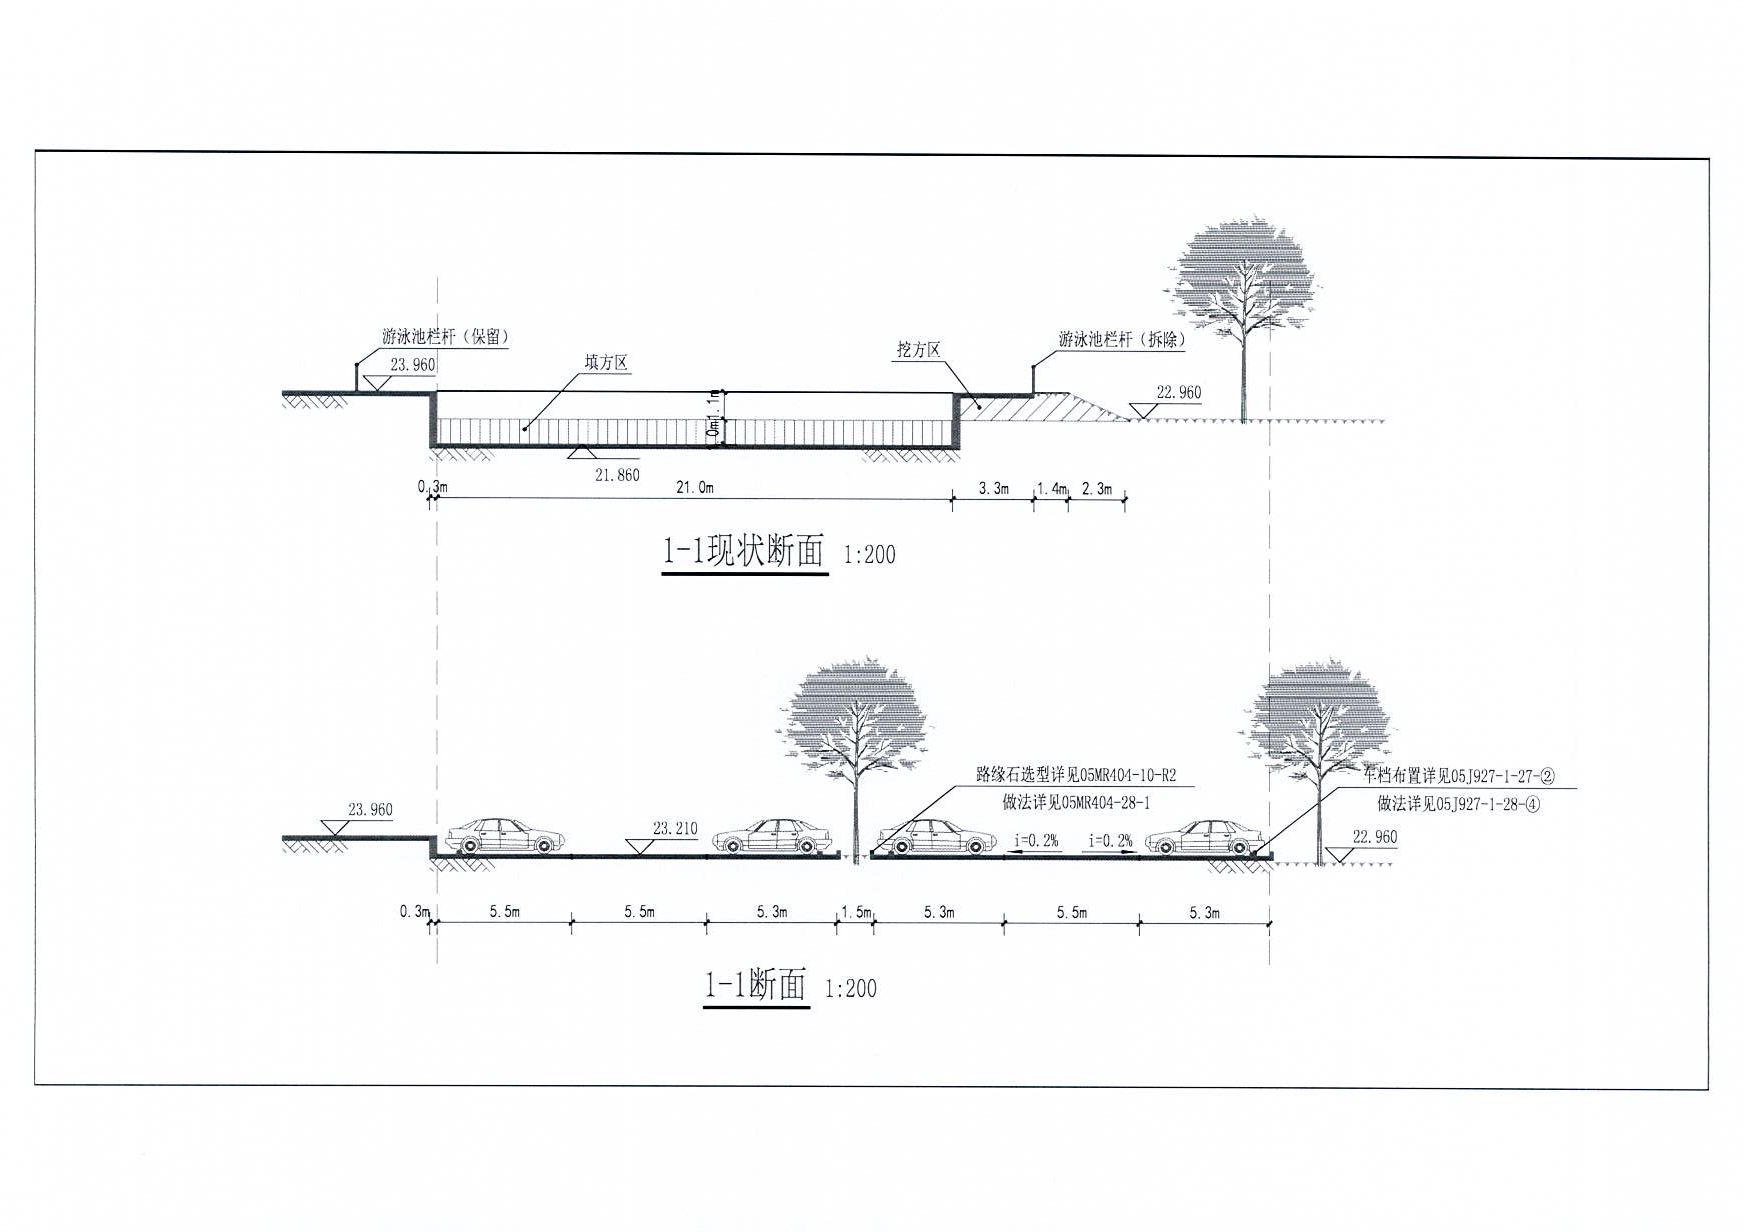 游泳池栏杆(保留)
23.960
填方区
挖方区
游泳池栏杆(拆除)
22.960
1.1m
0m
21.860
0.3m
21.0m
3.3m
1.4m
2.3m
1-1现状断面 1:200
路缘石选型详见05MR404-10-R2
做法详见05MR404-28-1
车档布置详见05J927-1-27-②
做法详见05J927-1-28-④
23.960
23.210
i=0.2%
i=0.2%
22.960
0.3m
5.5m
5.5m
5.3m
1.5m
5.3m
5.5m
5.3m
1-1断面 1:200